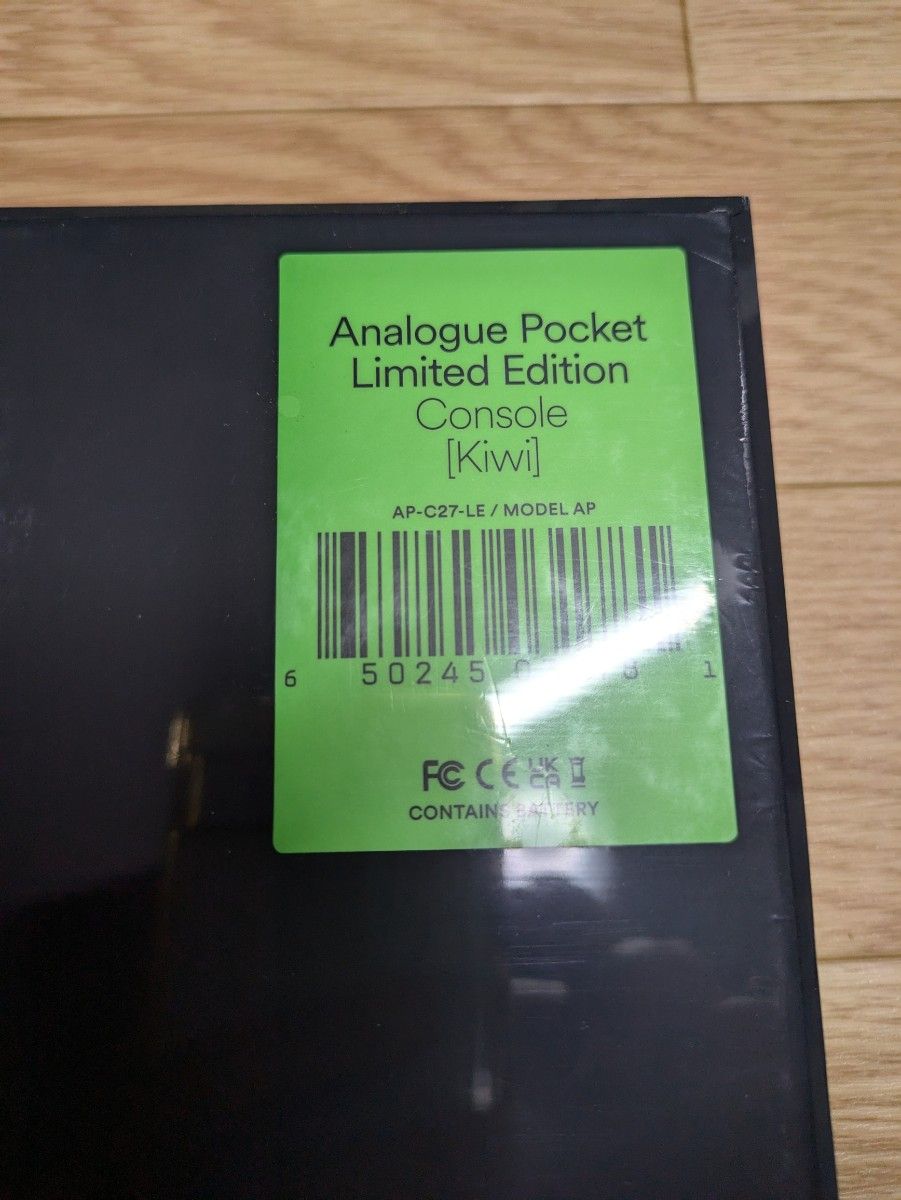 Analogue Pocket
Limited Edition
Console
[Kiwi]
AP-C27-LE / MODEL AP
6 50245 1
FC CE UK CA
CONTAINS BATTERY